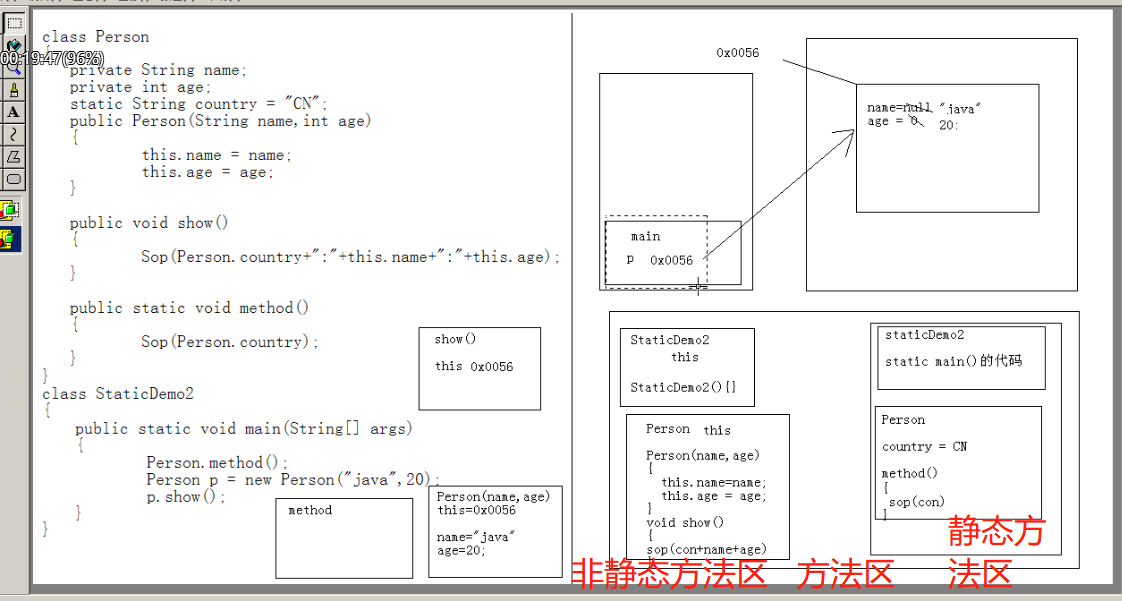 class Person
{
00:19:47(96%)
private String name;
private int age;
static String country = "CN";
public Person(String name,int age)
{
this.name = name;
this.age = age;
}
public void show()
{
Sop(Person.country+":"+this.name+":"+this.age);
}
public static void method()
{
Sop(Person.country);
}
}
class StaticDemo2
{
public static void main(String[] args)
{
Person.method();
Person p = new Person("java",20);
p.show();
}
}
show()
this 0x0056
method
Person(name,age)
this=0x0056
name="java"
age=20;
0x0056
name=null "java"
age = 0 20;
main
p 0x0056
StaticDemo2
this
StaticDemo2(){}
Person this
Person(name,age)
{
this.name=name;
this.age = age;
}
void show()
{
sop(con+name+age)
}
staticDemo2
static main()的代码
Person
country = CN
method()
{
sop(con)
}
非静态方法区
方法区
静态方
法区